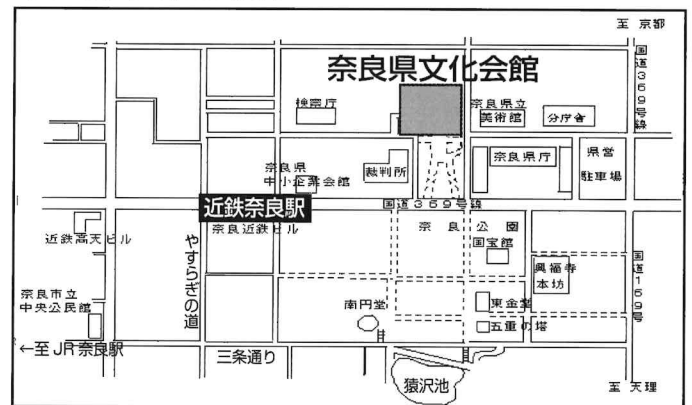 至 京都
国道369号線
奈良県文化会館
検察庁
奈良県立
美術館
分庁舎
奈良県
中小企業会館
裁判所
奈良県庁
県営
駐車場
近鉄奈良駅
国道369号線
近鉄高天ビル
奈良近鉄ビル
奈良公園
国宝館
やすらぎの道
興福寺
本坊
国道169号
奈良市立
中央公民館
南円堂
東金堂
五重の塔
←至JR奈良駅
三条通り
猿沢池
至 天理